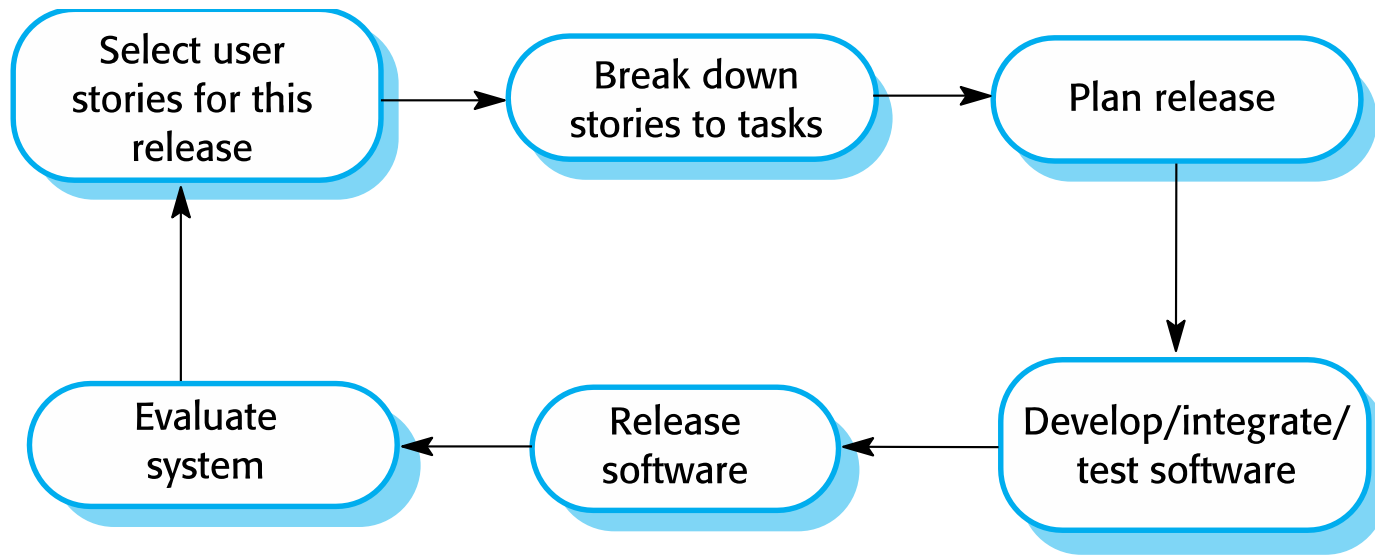 Select user
stories for this
release
Break down
stories to tasks
Plan release
Evaluate
system
Release
software
Develop/integrate/
test software